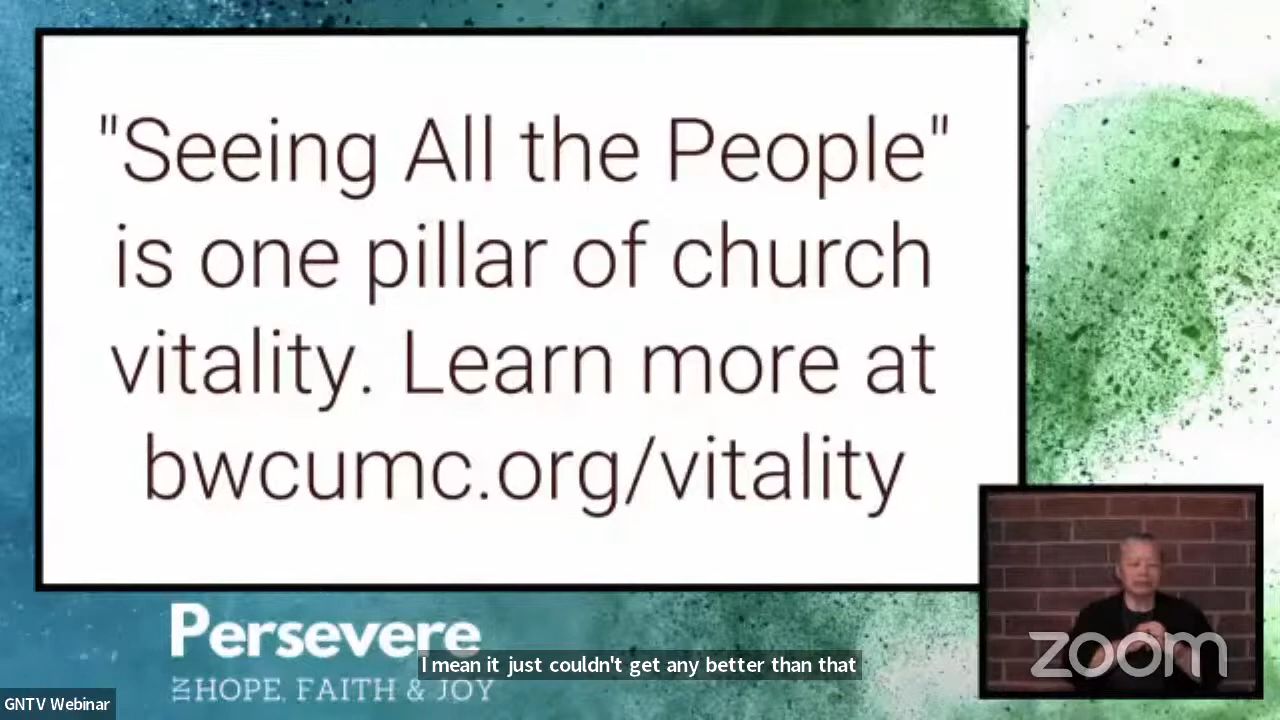 "Seeing All the People"
is one pillar of church
vitality. Learn more at
bwcumc.org/vitality
Persevere
IN HOPE, FAITH & JOY
I mean it just couldn't get any better than that
GNTV Webinar
zoom